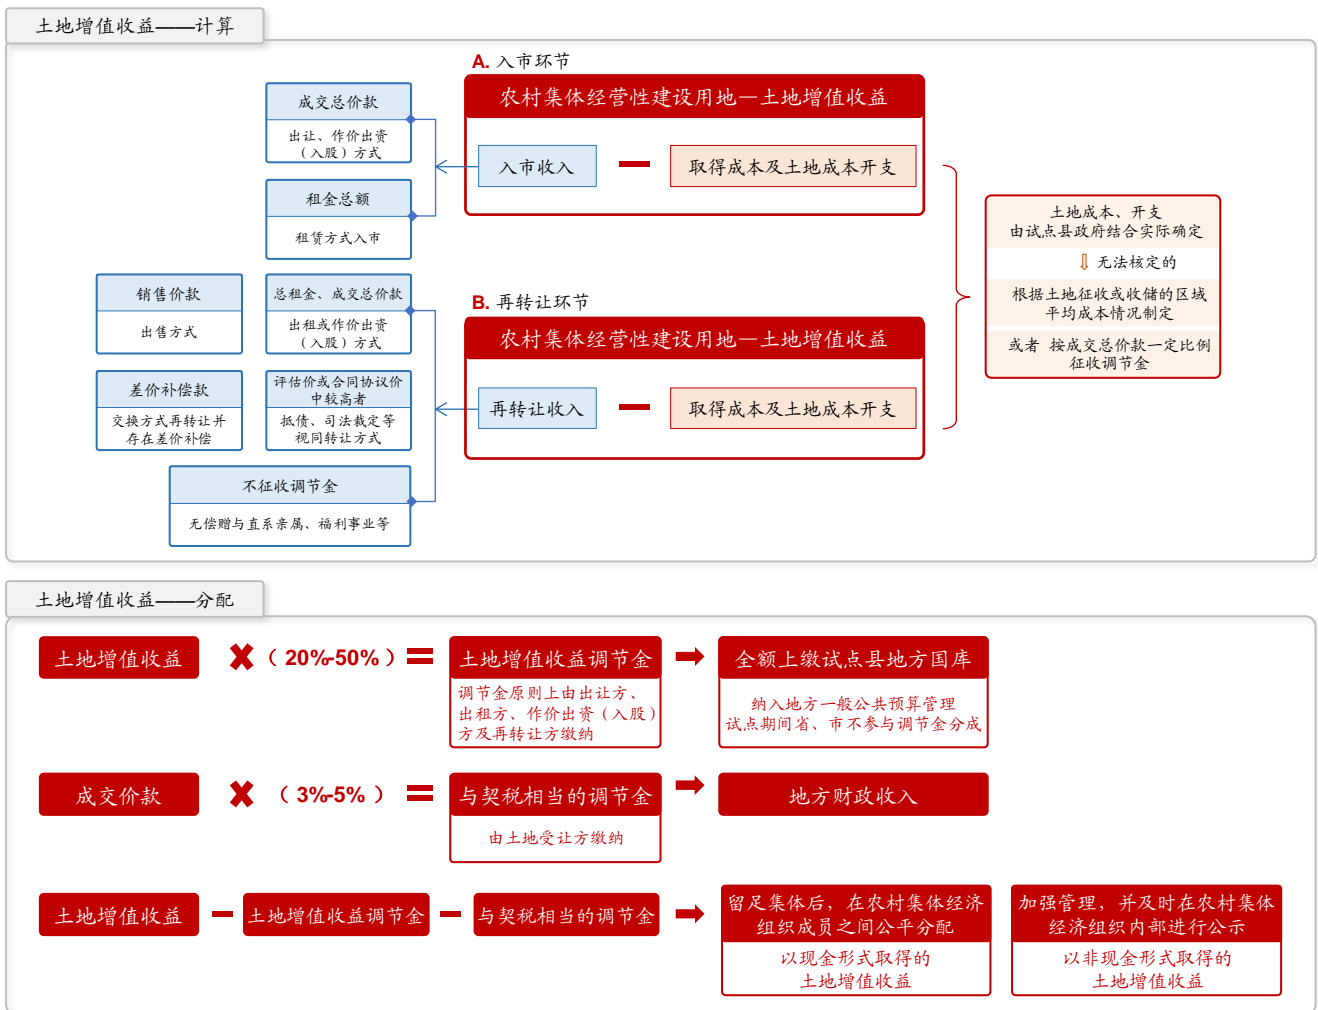 土地增值收益——计算
A. 入市环节
农村集体经营性建设用地—土地增值收益
成交总价款
出让、作价出资
（入股）方式
入市收入
取得成本及土地成本开支
租金总额
租赁方式入市
土地成本、开支
由试点县政府结合实际确定
无法核定的
根据土地征收或收储的区域
平均成本情况制定
或者 按成交总价款一定比例
征收调节金
销售价款
出售方式
总租金、成交总价款
出租或作价出资
（入股）方式
B. 再转让环节
农村集体经营性建设用地—土地增值收益
差价补偿款
交换方式再转让并
存在差价补偿
评估价或合同协议价
中较高者
抵债、司法裁定等
视同转让方式
再转让收入
取得成本及土地成本开支
不征收调节金
无偿赠与直系亲属、福利事业等
土地增值收益——分配
土地增值收益
（ 20%-50% ）
土地增值收益调节金
调节金原则上由出让方、
出租方、作价出资（入股）
方及再转让方缴纳
全额上缴试点县地方国库
纳入地方一般公共预算管理
试点期间省、市不参与调节金分成
成交价款
（ 3%-5% ）
与契税相当的调节金
由土地受让方缴纳
地方财政收入
土地增值收益
土地增值收益调节金
与契税相当的调节金
留足集体后，在农村集体经济
组织成员之间公平分配
以现金形式取得的
土地增值收益
加强管理，并及时在农村集体
经济组织内部进行公示
以非现金形式取得的
土地增值收益